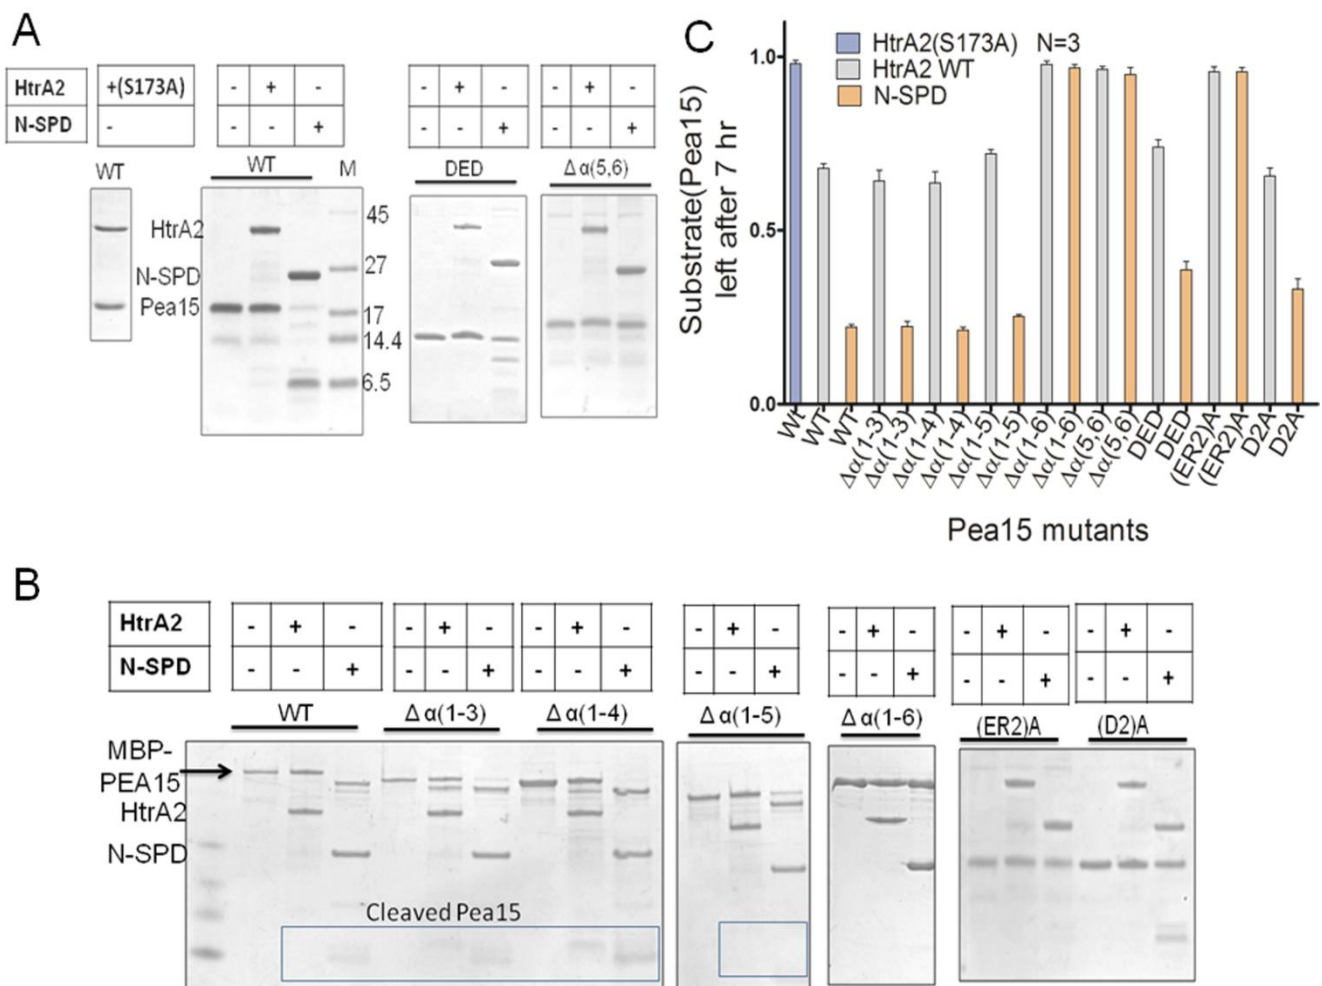 A
HtrA2 +(S173A) - + - - + - - + -
N-SPD - - - + - - + - - +
WT WT M DED Δ α(5,6)
HtrA2 45
N-SPD 27
Pea15 17
14.4
6.5
C
HtrA2(S173A) N=3
HtrA2 WT
N-SPD
Substrate(Pea15)
left after 7 hr
1.0
0.5
0.0
Wt WT WT Δα(1-3) Δα(1-3) Δα(1-4) Δα(1-4) Δα(1-5) Δα(1-5) Δα(1-6) Δα(1-6) Δα(5,6) Δα(5,6) DED DED (ER2)A (ER2)A D2A D2A
Pea15 mutants
B
HtrA2 - + - - + - - + - - + - - + - - + - - + -
N-SPD - - + - - + - - + - - + - - + - - + - - +
WT Δ α(1-3) Δ α(1-4) Δ α(1-5) Δ α(1-6) (ER2)A (D2)A
MBP-
PEA15
HtrA2
N-SPD
Cleaved Pea15